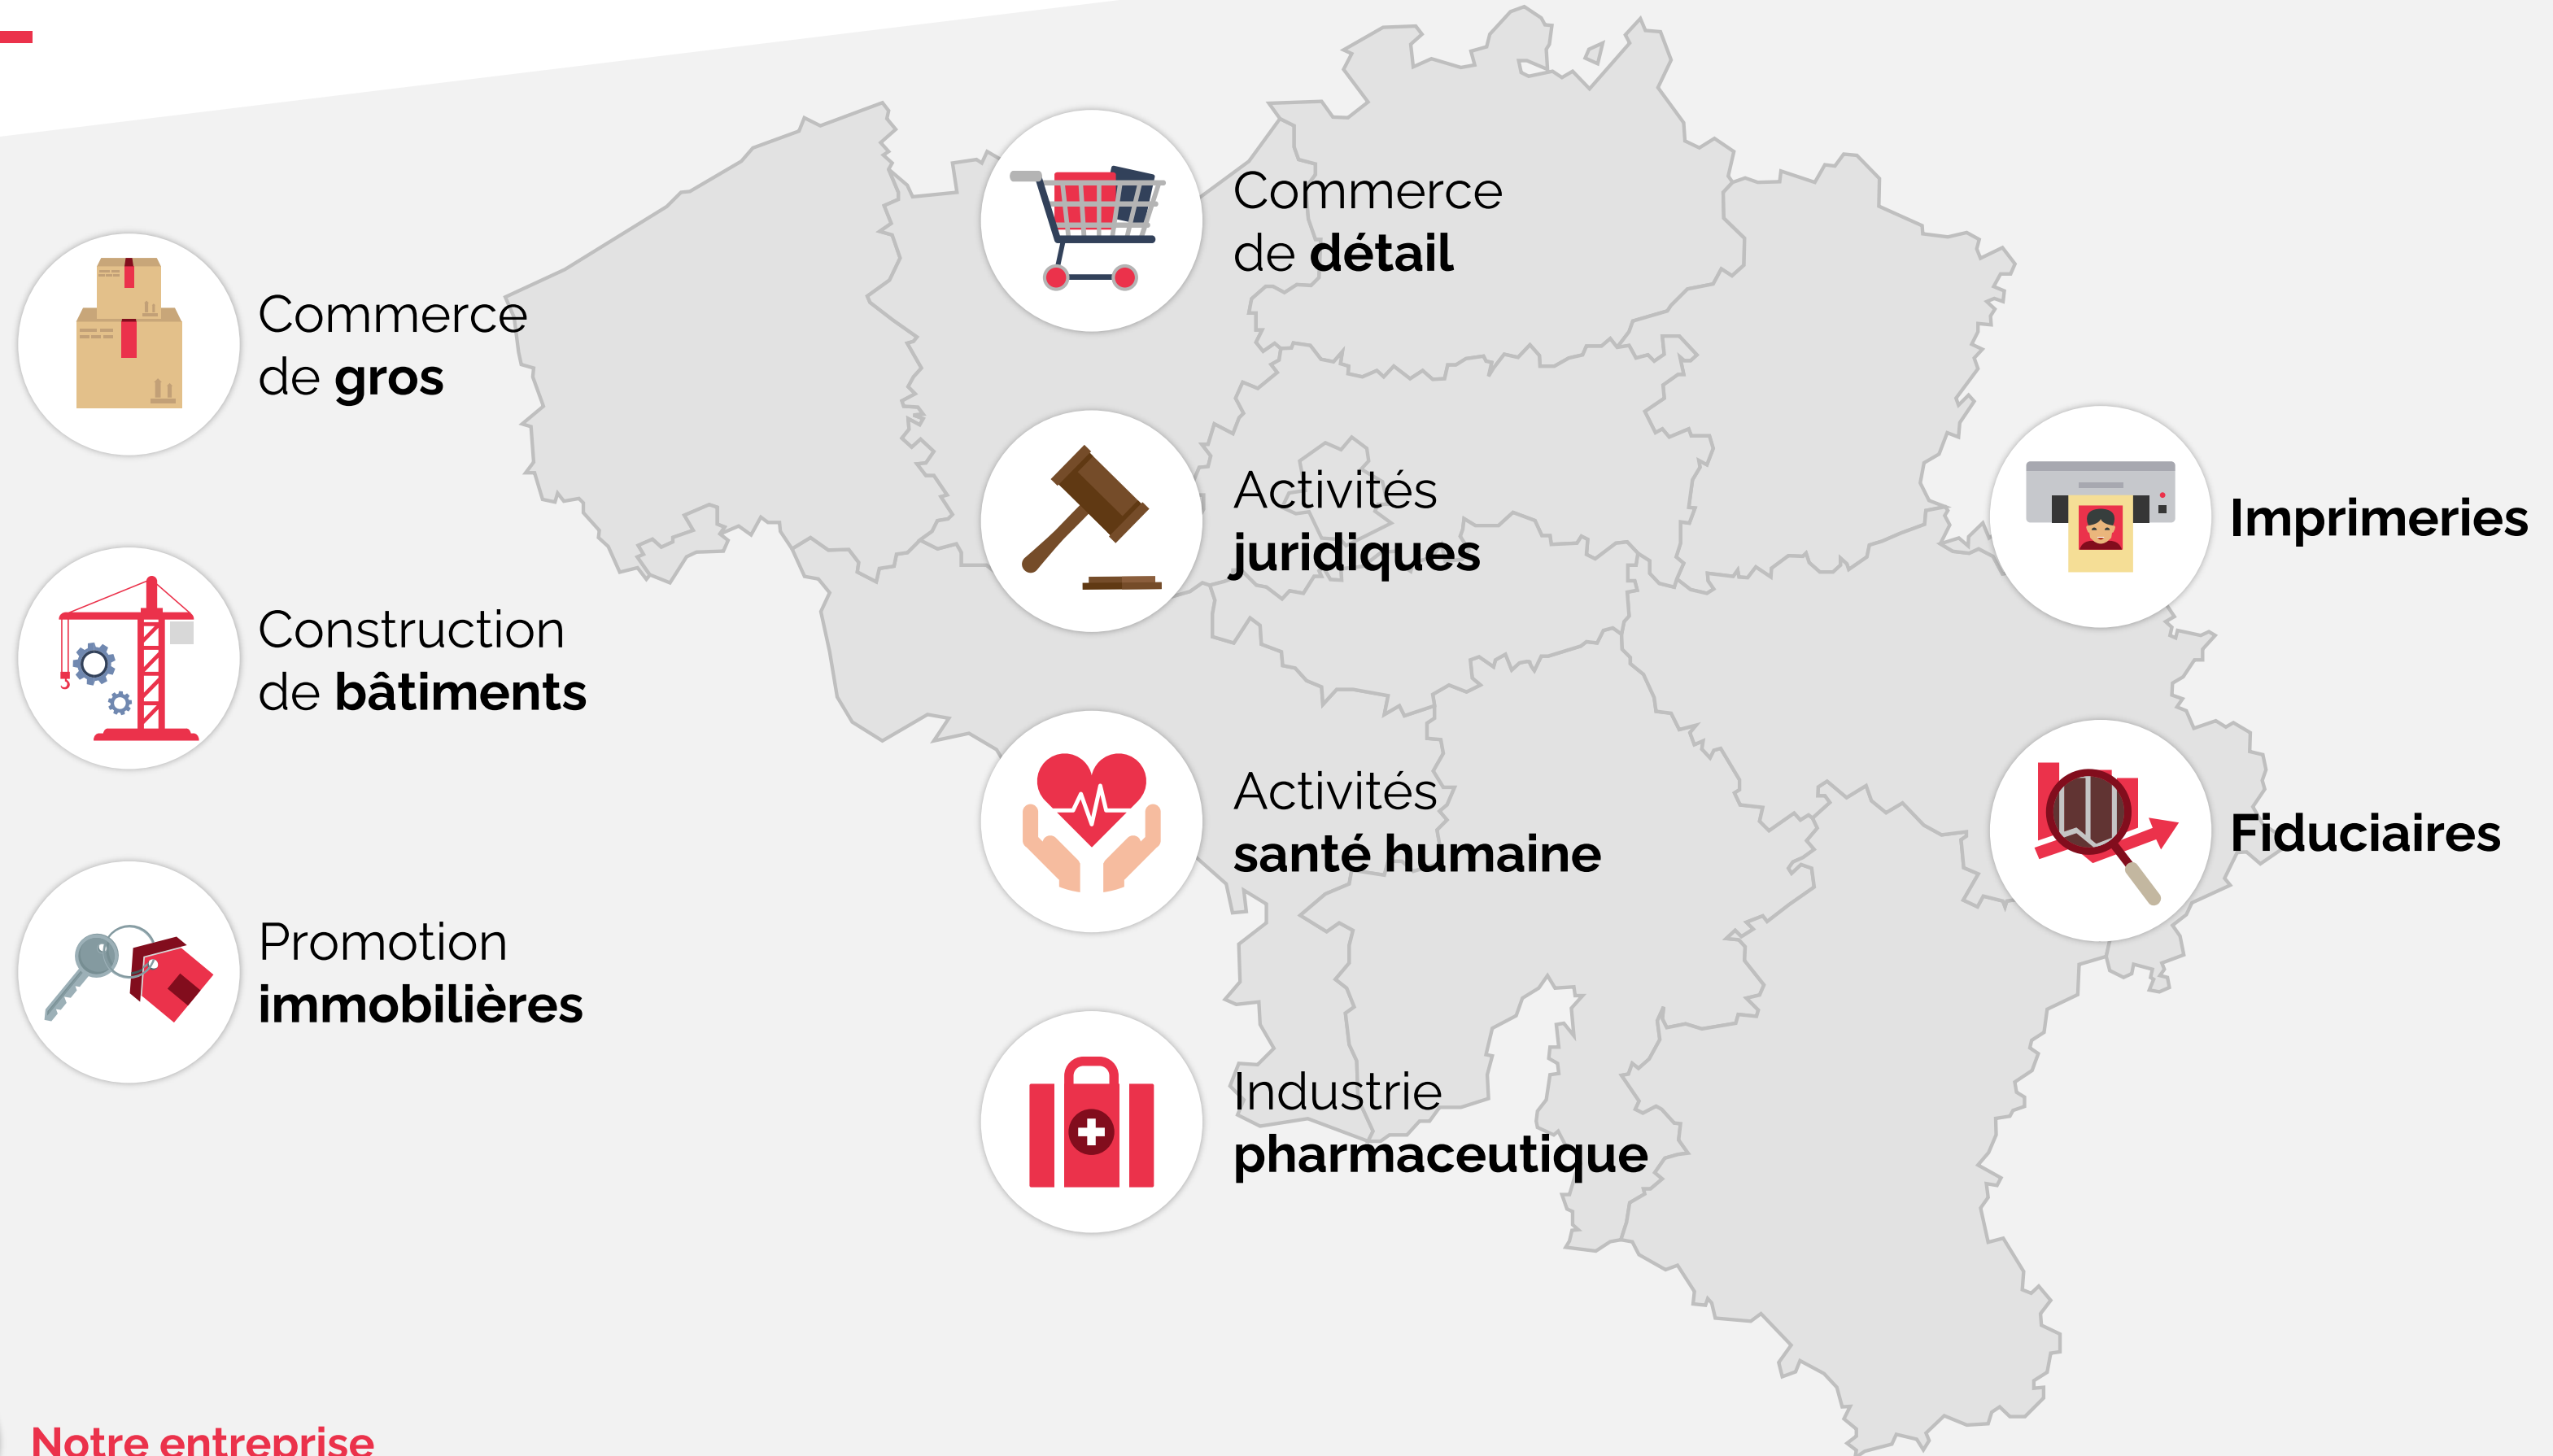 Commerce
de gros
Construction
de bâtiments
Promotion
immobilières
Commerce
de détail
Activités
juridiques
Activités
santé humaine
Industrie
pharmaceutique
Imprimeries
Fiduciaires
Notre entreprise